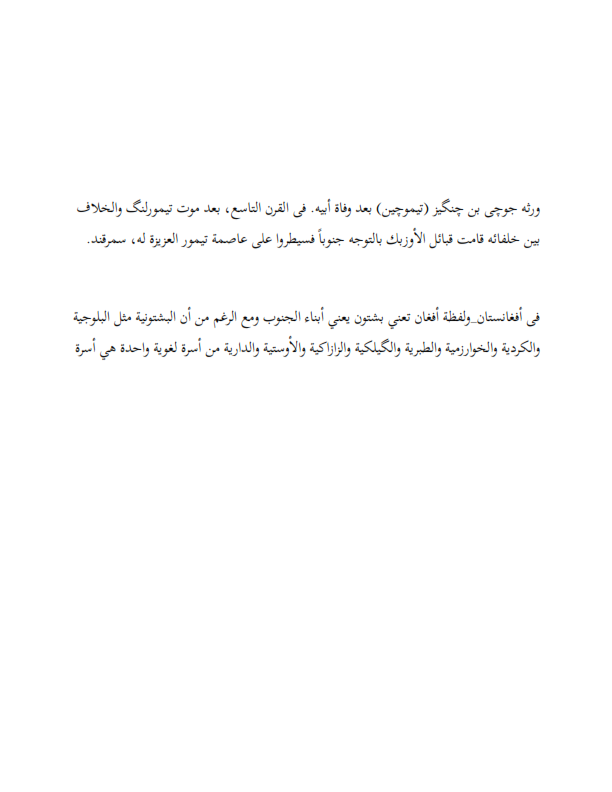 ورثه جوچى بن چنگيز (تيموچين) بعد وفاة أبيه. فى القرن التاسع، بعد موت تيمورلنگ والخلاف
بين خلفائه قامت قبائل الأوزبك بالتوجه جنوباً فسيطروا على عاصمة تيمور العزيزة له، سمرقند.
فى أفغانستان_ولفظة أفغان تعني بشتون يعني أبناء الجنوب ومع الرغم من أن البشتونية مثل البلوجية
والكردية والخوارزمية والطبرية والگيلكية والزازاكية والأوستية والدارية من أسرة لغوية واحدة هي أسرة